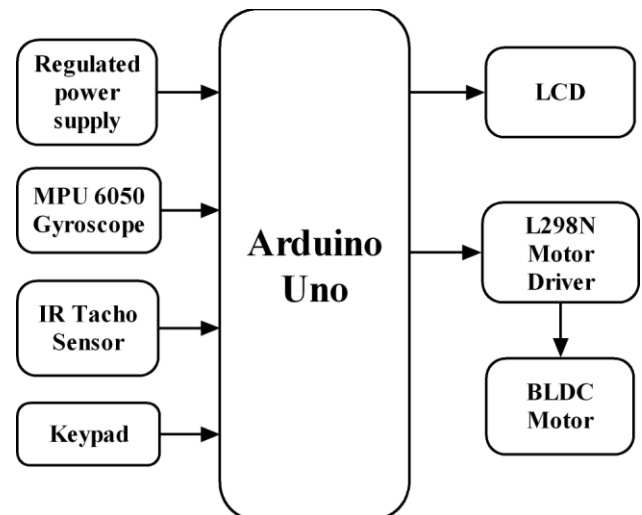 Regulated
power
supply
MPU 6050
Gyroscope
IR Tacho
Sensor
Keypad
Arduino
Uno
LCD
L298N
Motor
Driver
BLDC
Motor